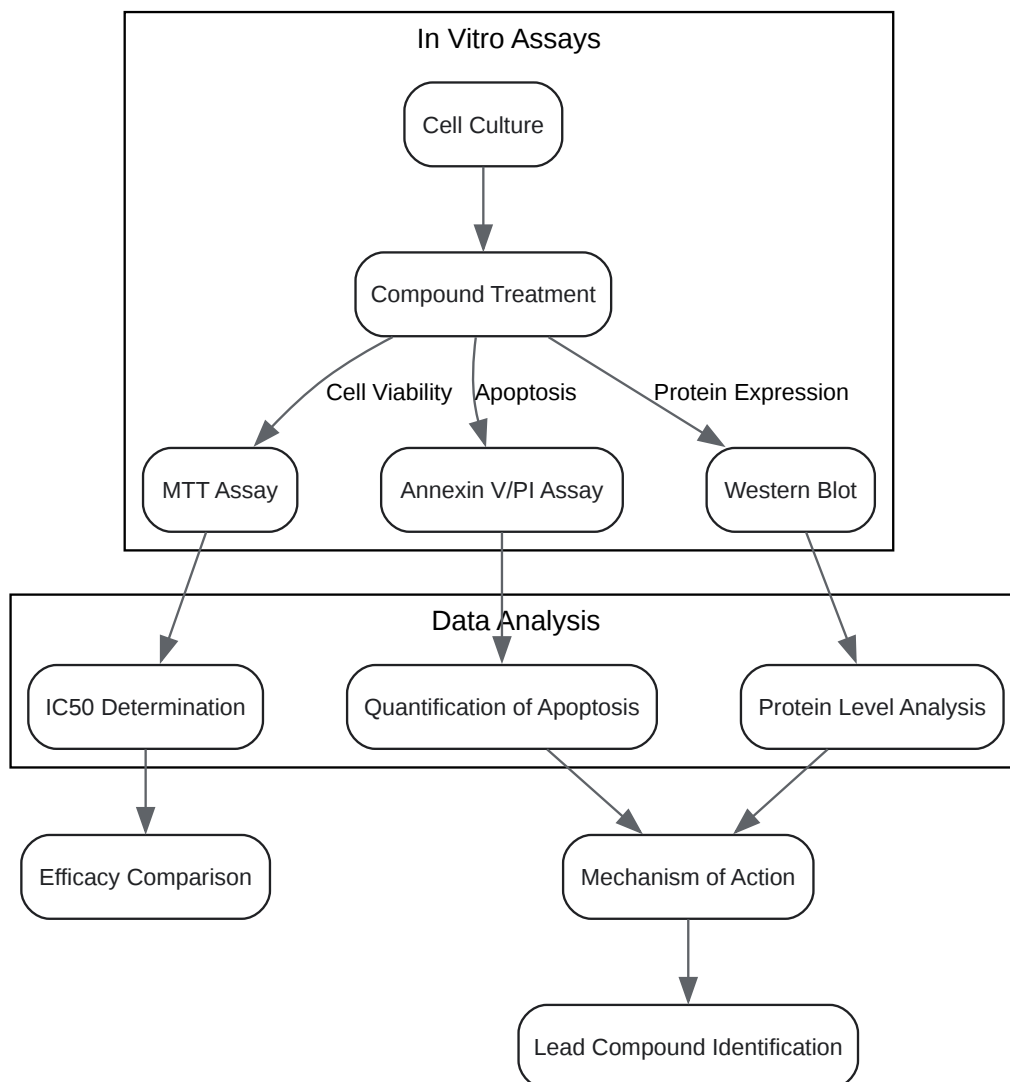 In Vitro Assays
Cell Culture
Compound Treatment
Cell Viability
Apoptosis
Protein Expression
MTT Assay
Annexin V/PI Assay
Western Blot
Data Analysis
IC50 Determination
Quantification of Apoptosis
Protein Level Analysis
Efficacy Comparison
Mechanism of Action
Lead Compound Identification